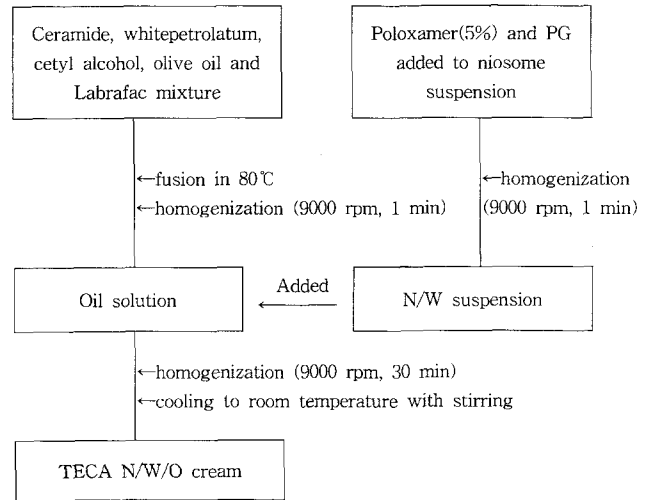 Ceramide, whitepetrolatum,
cetyl alcohol, olive oil and
Labrafac mixture
Poloxamer(5%) and PG
added to niosome
suspension
←fusion in 80℃
←homogenization (9000 rpm, 1 min)
←homogenization
(9000 rpm, 1 min)
Oil solution
Added
←
N/W suspension
←homogenization (9000 rpm, 30 min)
←cooling to room temperature with stirring
TECA N/W/O cream